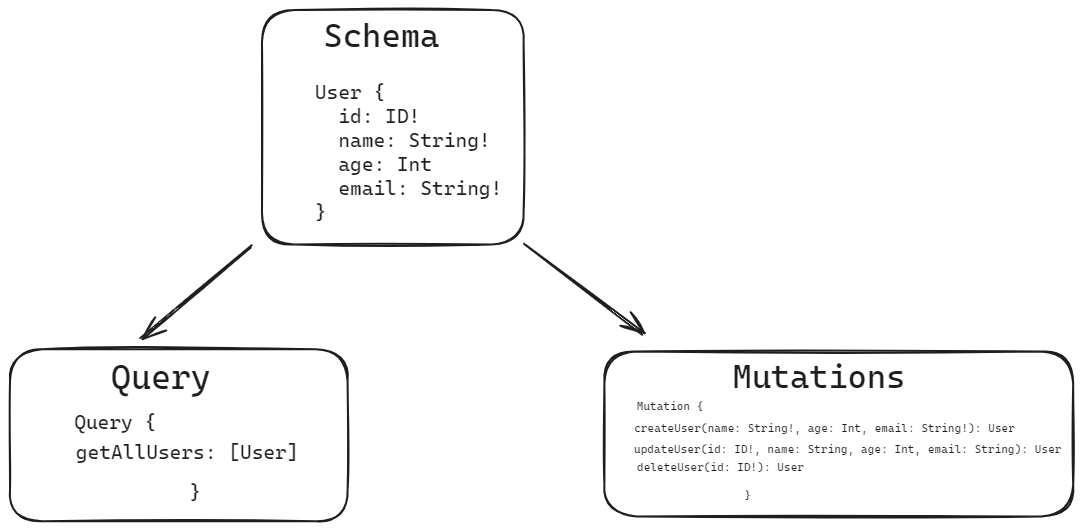 Schema
User {
id: ID!
name: String!
age: Int
email: String!
}
Query
Query {
getAllUsers: [User]
}
Mutations
Mutation {
createUser(name: String!, age: Int, email: String!): User
updateUser(id: ID!, name: String, age: Int, email: String): User
deleteUser(id: ID!): User
}